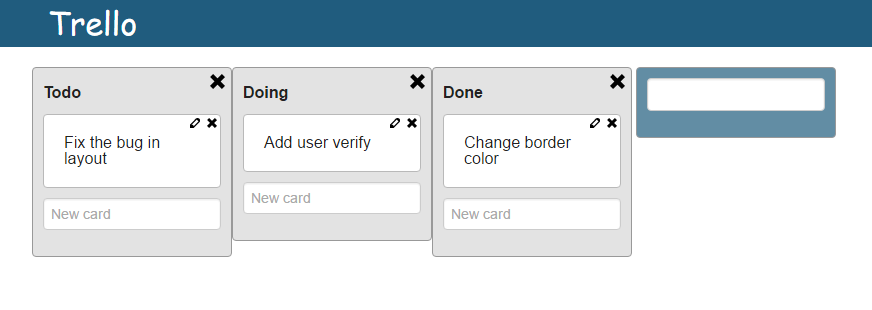 Trello
Todo
Fix the bug in
layout
New card
Doing
Add user verify
New card
Done
Change border
color
New card